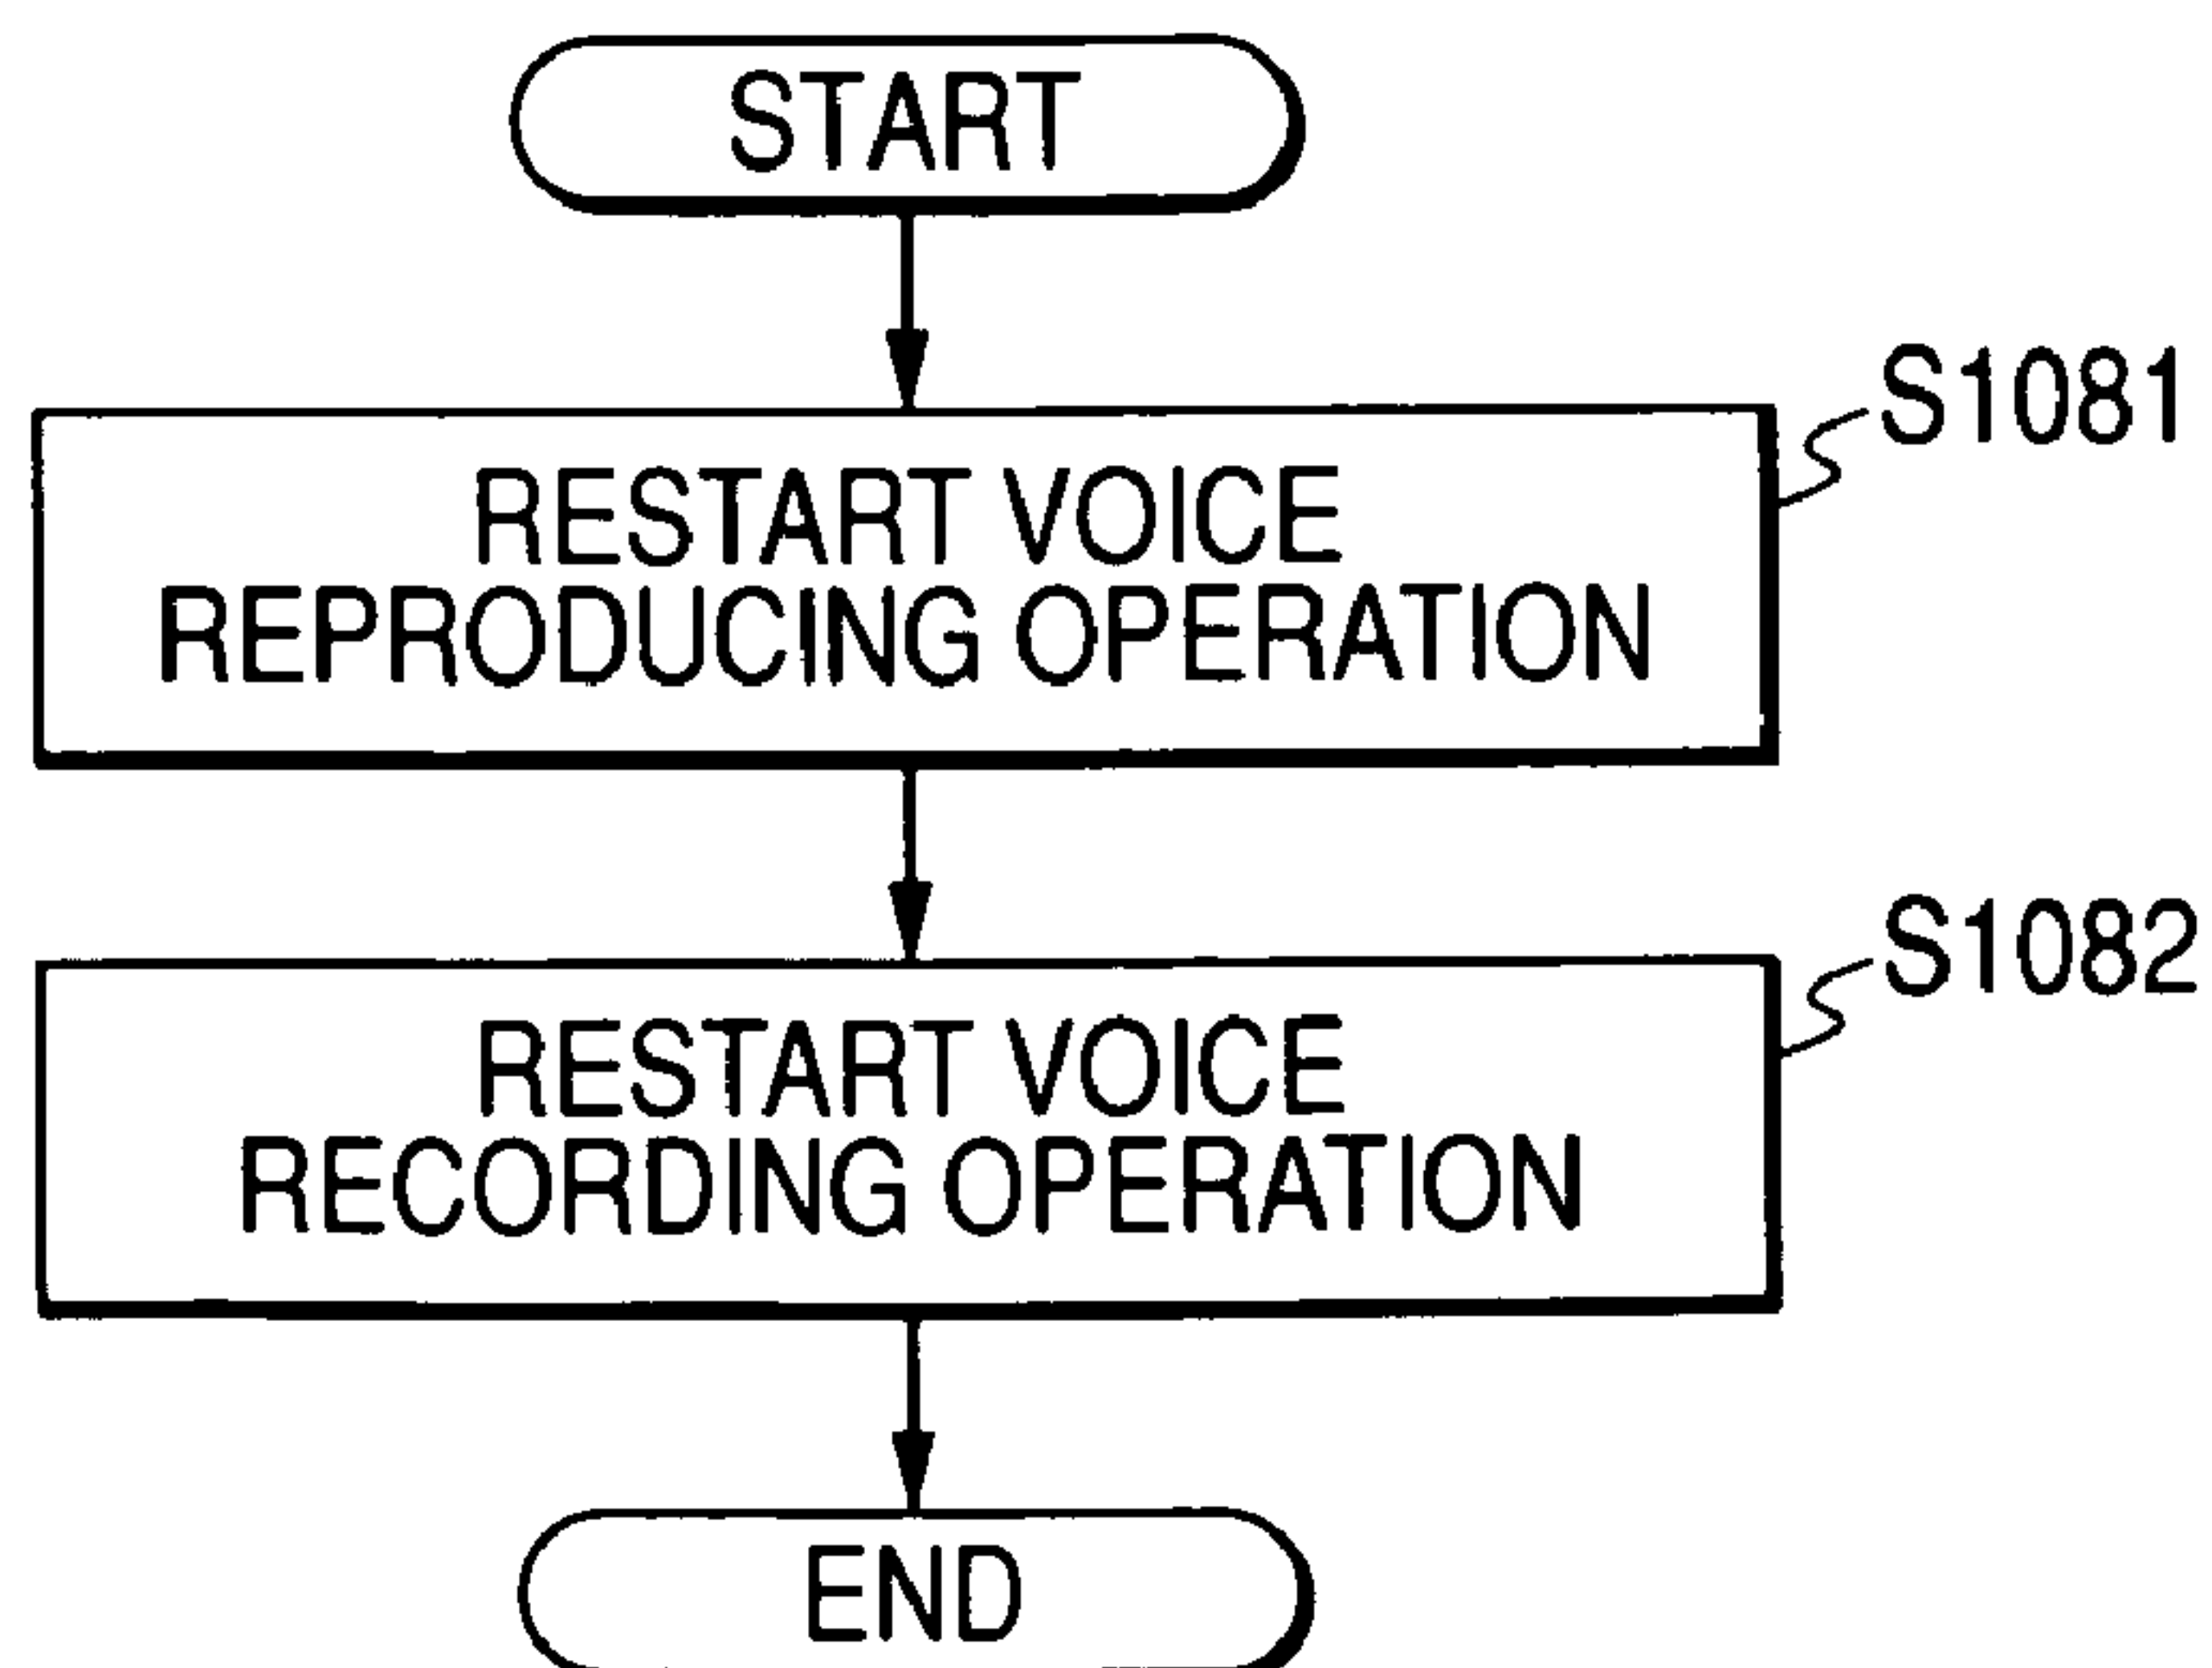 START
S1081
RESTART VOICE
REPRODUCING OPERATION
S1082
RESTART VOICE
RECORDING OPERATION
END